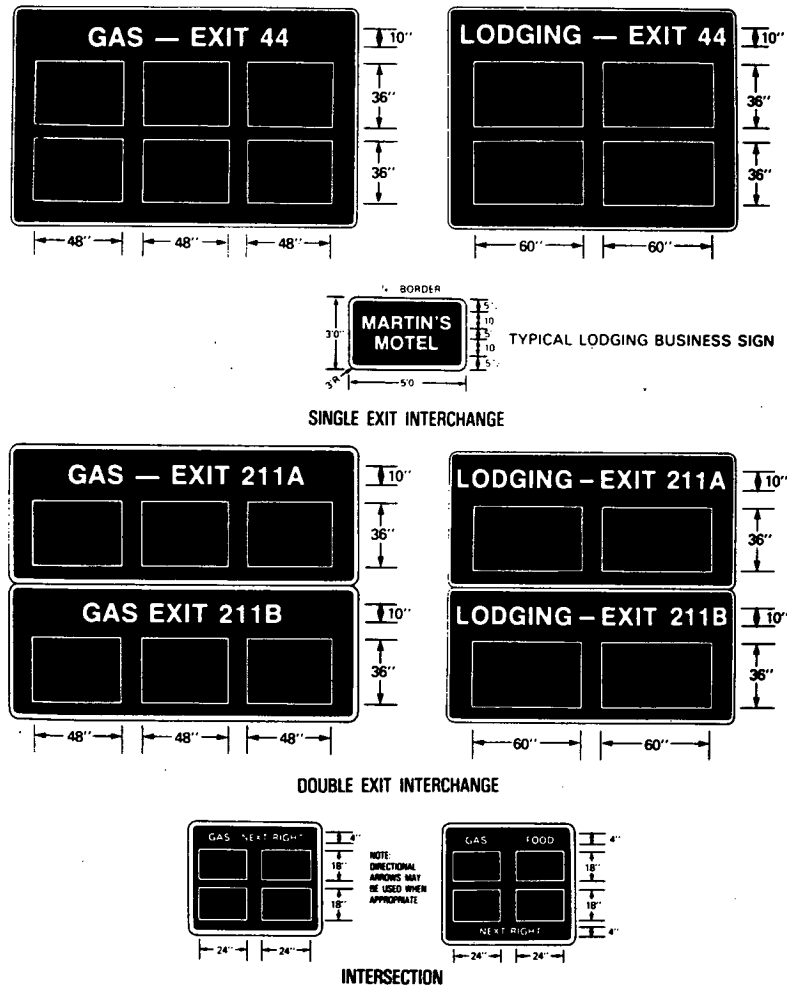 GAS — EXIT 44
10''
36''
36''
48'' 48'' 48''
LODGING — EXIT 44
10''
36''
36''
60'' 60''
BORDER
MARTIN'S
MOTEL
3'0''
10
5
10
3'R
5'0
TYPICAL LODGING BUSINESS SIGN
SINGLE EXIT INTERCHANGE
GAS — EXIT 211A
10''
36''
GAS EXIT 211B
10''
36''
48'' 48'' 48''
LODGING – EXIT 211A
10''
36''
LODGING – EXIT 211B
10''
36''
60'' 60''
DOUBLE EXIT INTERCHANGE
GAS NEXT RIGHT
4''
18''
18''
24'' 24''
NOTE:
DIRECTIONAL
ARROWS MAY
BE USED WHEN
APPROPRIATE
GAS FOOD
4''
18''
18''
NEXT RIGHT
4''
24'' 24''
INTERSECTION